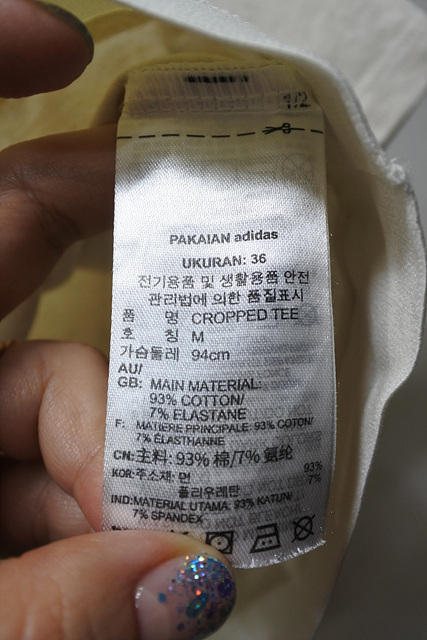 1/2
PAKAIAN adidas
UKURAN: 36
전기용품 및 생활용품 안전
관리법에 의한 품질표시
품 명 CROPPED TEE
호 칭 M
가슴둘레 94cm
AU/
GB: MAIN MATERIAL:
93% COTTON/
7% ELASTANE
F: MATIERE PRINCIPALE: 93% COTON/
7% ÉLASTHANNE
CN: 主料: 93% 棉/7% 氨纶
KOR: 주소재: 면 93%
폴리우레탄 7%
IND: MATERIAL UTAMA: 93% KATUN/
7% SPANDEX